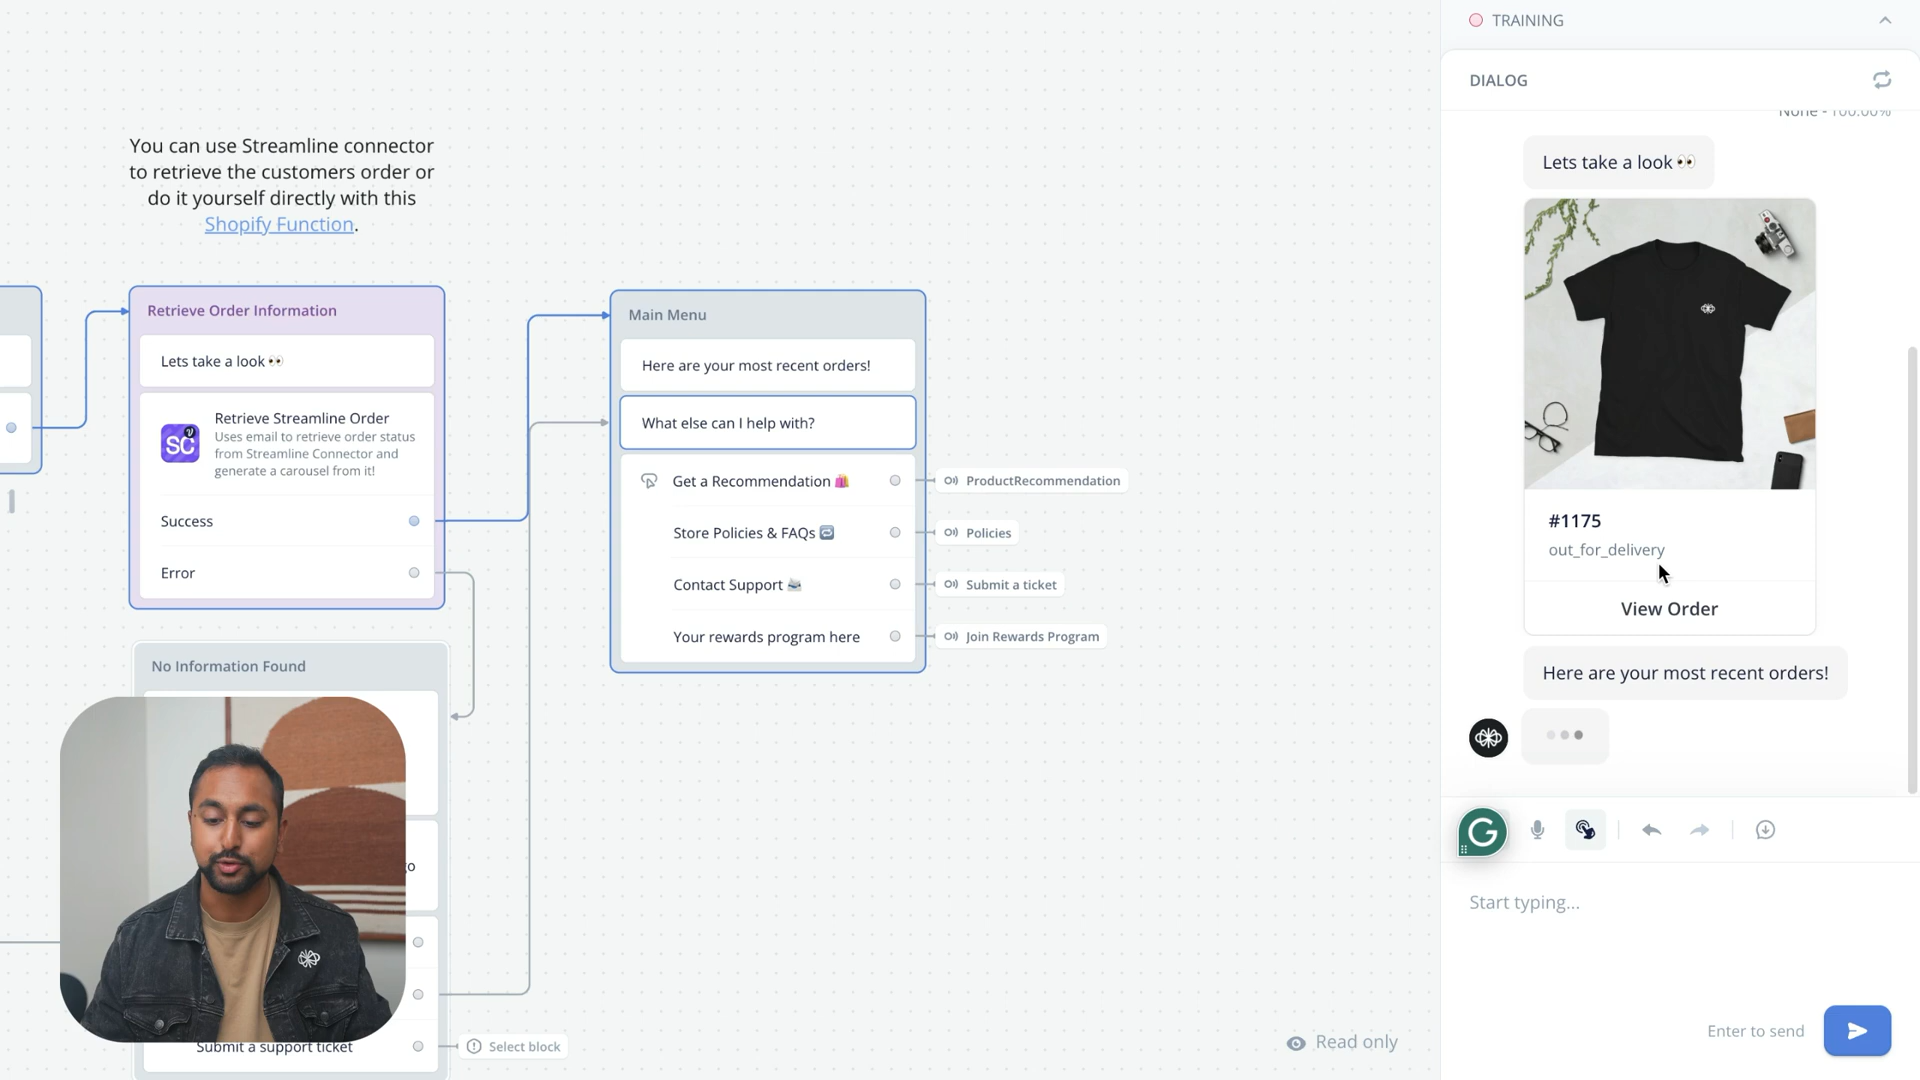 You can use Streamline connector
to retrieve the customers order or
do it yourself directly with this
Shopify Function.
Retrieve Order Information
Lets take a look 👀
SC
Retrieve Streamline Order
Uses email to retrieve order status
from Streamline Connector and
generate a carousel from it!
Success
Error
No Information Found
Submit a support ticket
Select block
Main Menu
Here are your most recent orders!
What else can I help with?
Get a Recommendation 🛍️
ProductRecommendation
Store Policies & FAQs 🔁
Policies
Contact Support 📨
Submit a ticket
Your rewards program here
Join Rewards Program
Read only
TRAINING
DIALOG
None - 100.00%
Lets take a look 👀
#1175
out_for_delivery
View Order
Here are your most recent orders!
G
Start typing...
Enter to send